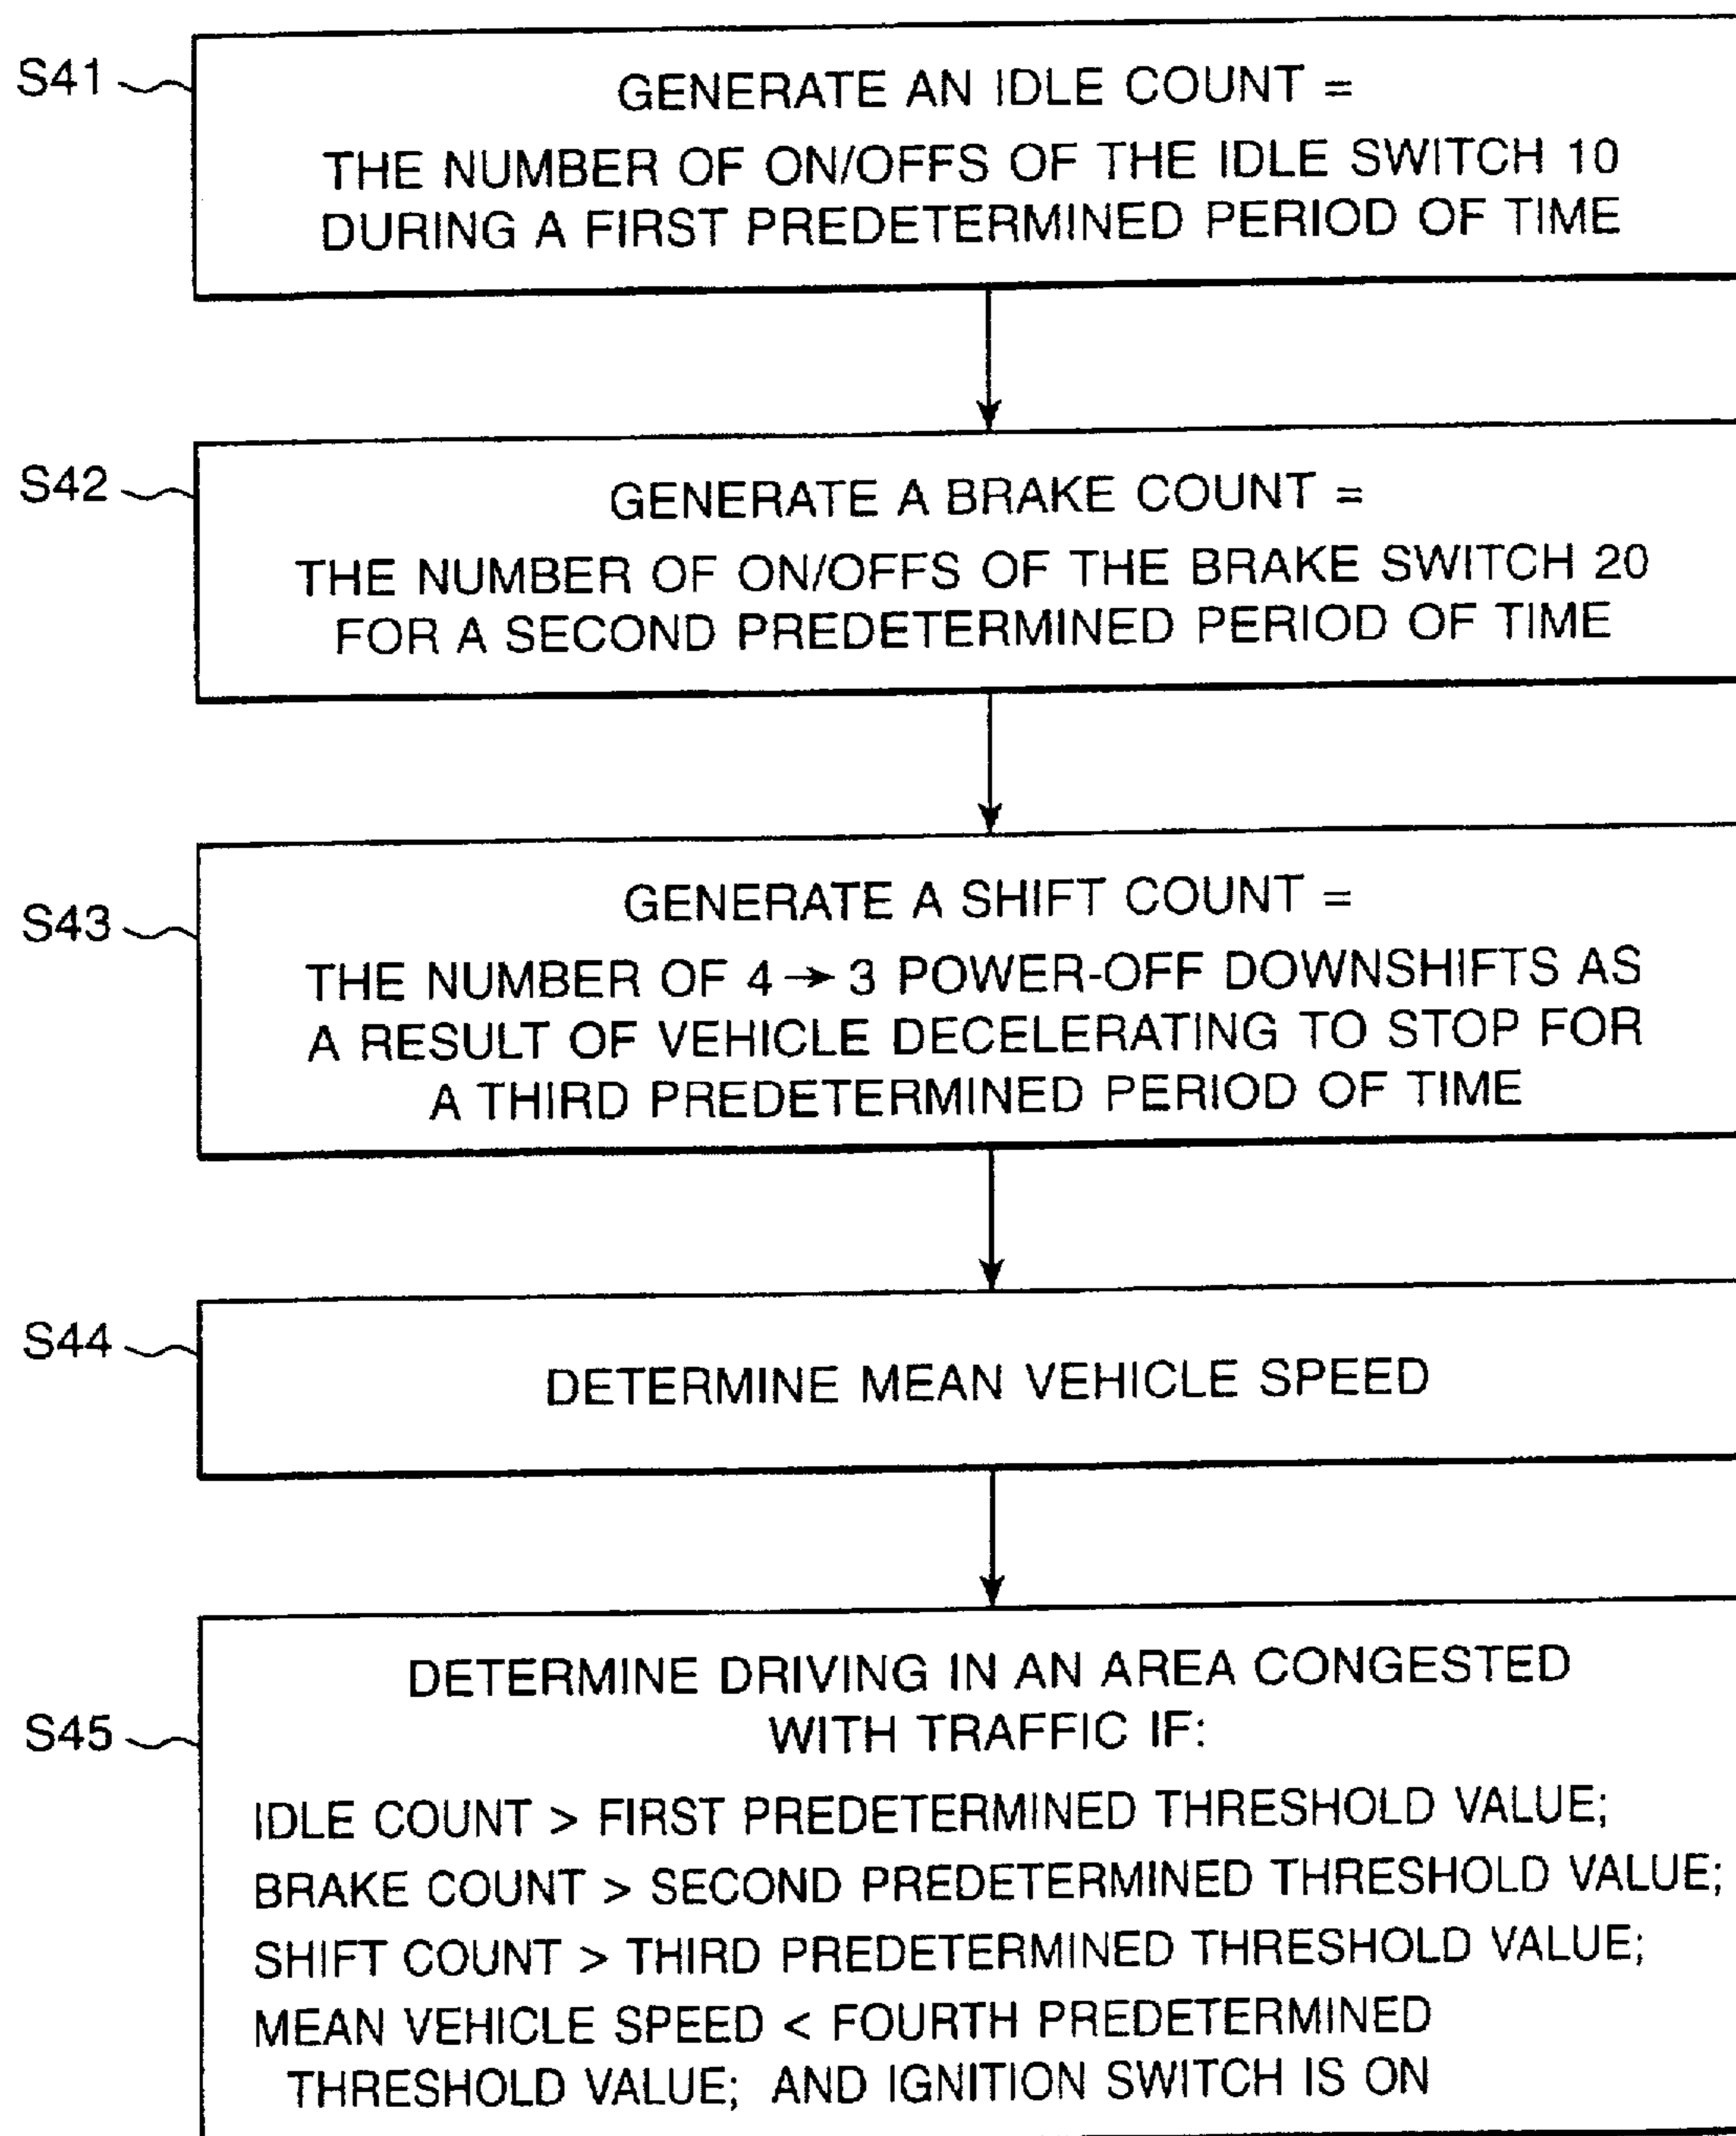 S41
GENERATE AN IDLE COUNT =
THE NUMBER OF ON/OFFS OF THE IDLE SWITCH 10
DURING A FIRST PREDETERMINED PERIOD OF TIME
S42
GENERATE A BRAKE COUNT =
THE NUMBER OF ON/OFFS OF THE BRAKE SWITCH 20
FOR A SECOND PREDETERMINED PERIOD OF TIME
S43
GENERATE A SHIFT COUNT =
THE NUMBER OF 4 → 3 POWER-OFF DOWNSHIFTS AS
A RESULT OF VEHICLE DECELERATING TO STOP FOR
A THIRD PREDETERMINED PERIOD OF TIME
S44
DETERMINE MEAN VEHICLE SPEED
S45
DETERMINE DRIVING IN AN AREA CONGESTED
WITH TRAFFIC IF:
IDLE COUNT > FIRST PREDETERMINED THRESHOLD VALUE;
BRAKE COUNT > SECOND PREDETERMINED THRESHOLD VALUE;
SHIFT COUNT > THIRD PREDETERMINED THRESHOLD VALUE;
MEAN VEHICLE SPEED < FOURTH PREDETERMINED
THRESHOLD VALUE; AND IGNITION SWITCH IS ON